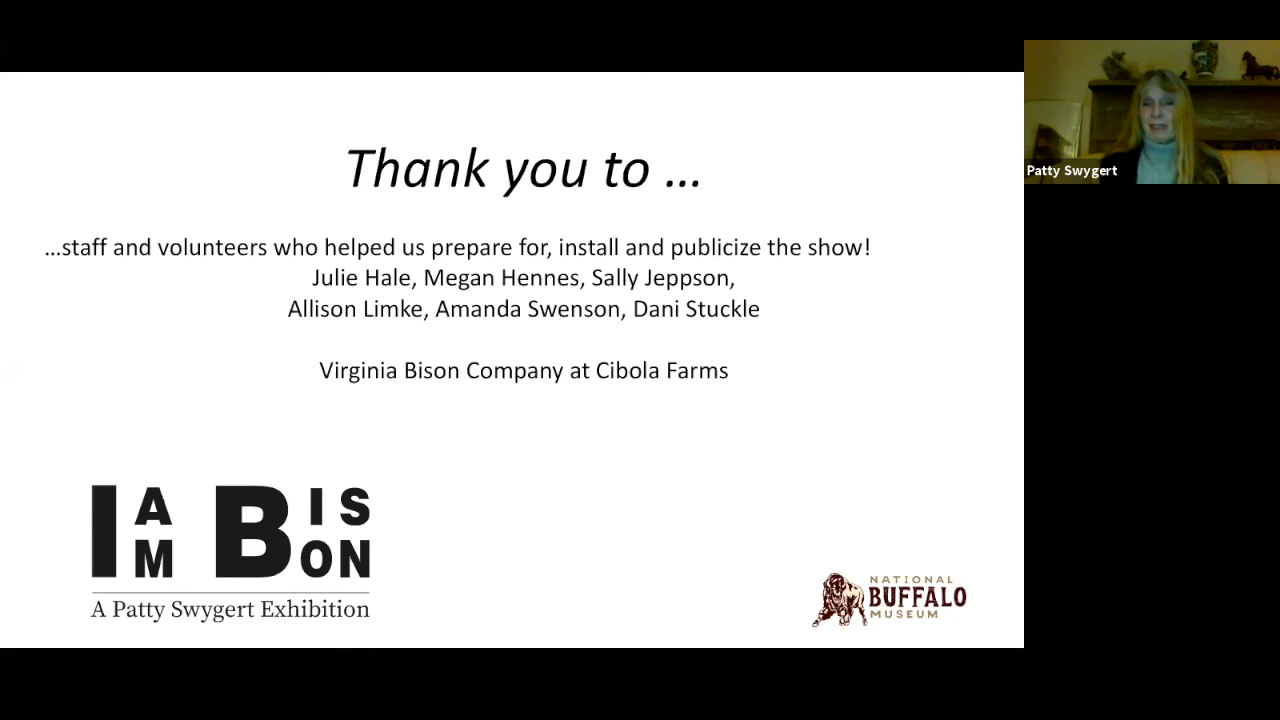 Thank you to ...
...staff and volunteers who helped us prepare for, install and publicize the show!
Julie Hale, Megan Hennes, Sally Jeppson,
Allison Limke, Amanda Swenson, Dani Stuckle
Virginia Bison Company at Cibola Farms
I AM BISON
A Patty Swygert Exhibition
NATIONAL
BUFFALO
MUSEUM
Patty Swygert